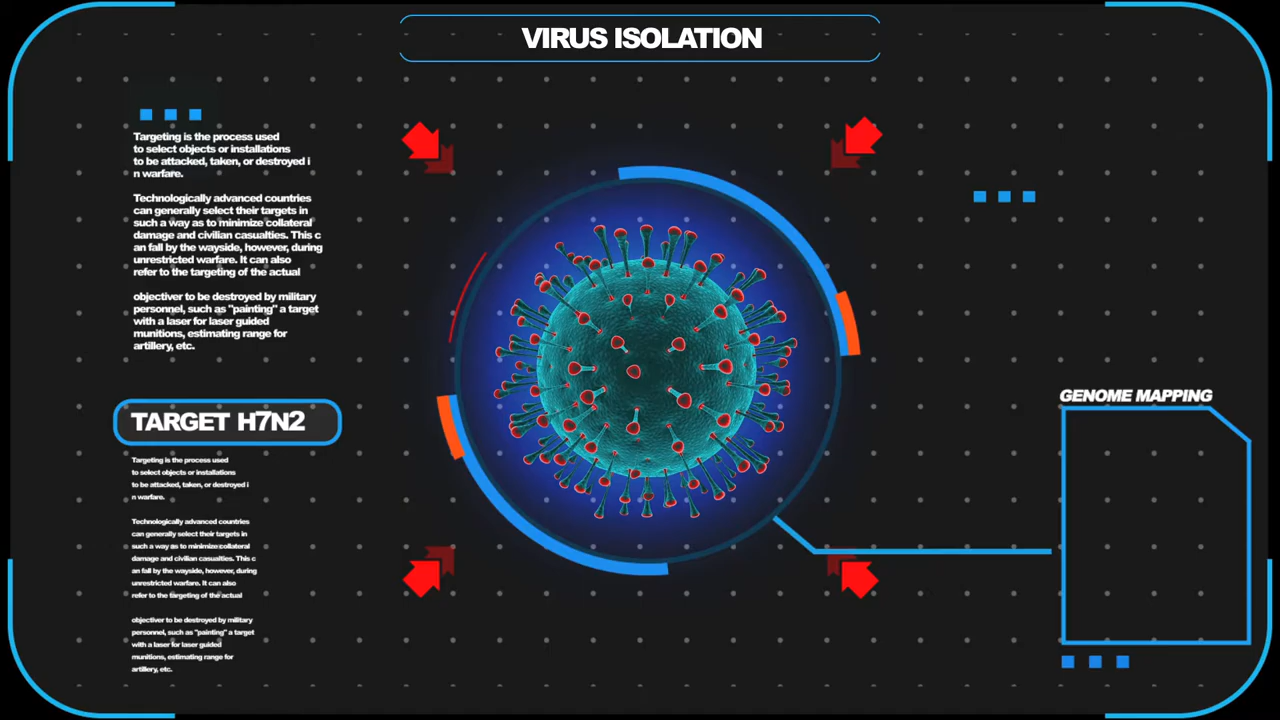 VIRUS ISOLATION
Targeting is the process used
to select objects or installations
to be attacked, taken, or destroyed i
n warfare.
Technologically advanced countries
can generally select their targets in
such a way as to minimize collateral
damage and civilian casualties. This c
an fall by the wayside, however, during
unrestricted warfare. It can also
refer to the targeting of the actual
objectiver to be destroyed by military
personnel, such as "painting" a target
with a laser for laser guided
munitions, estimating range for
artillery, etc.
TARGET H7N2
Targeting is the process used
to select objects or installations
to be attacked, taken, or destroyed i
n warfare.
Technologically advanced countries
can generally select their targets in
such a way as to minimize collateral
damage and civilian casualties. This c
an fall by the wayside, however, during
unrestricted warfare. It can also
refer to the targeting of the actual
objectiver to be destroyed by military
personnel, such as "painting" a target
with a laser for laser guided
munitions, estimating range for
artillery, etc.
GENOME MAPPING